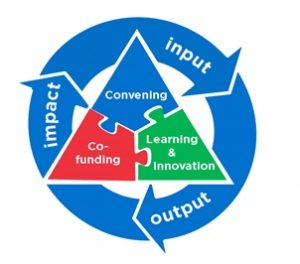 input
Convening
impact
Co-
funding
Learning
&
Innovation
output